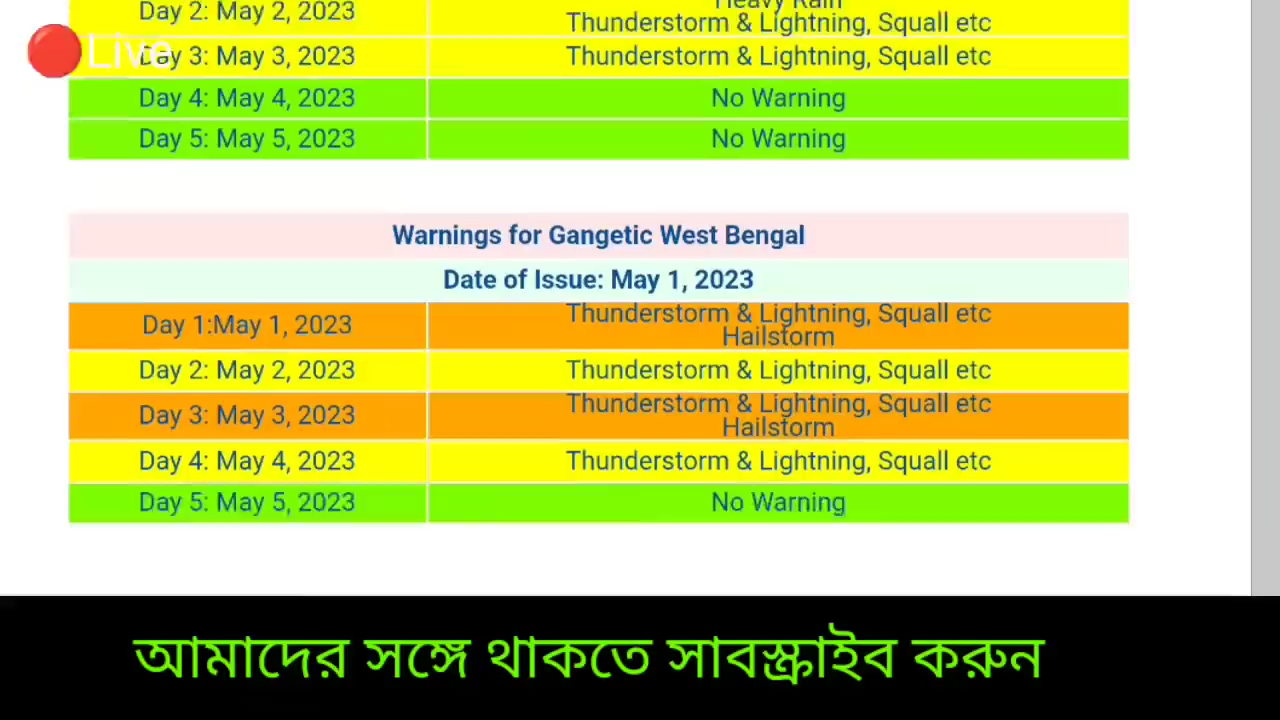 Day 2: May 2, 2023 Heavy Rain
Thunderstorm & Lightning, Squall etc
🔴Live
Day 3: May 3, 2023 Thunderstorm & Lightning, Squall etc
Day 4: May 4, 2023 No Warning
Day 5: May 5, 2023 No Warning
Warnings for Gangetic West Bengal
Date of Issue: May 1, 2023
Day 1:May 1, 2023 Thunderstorm & Lightning, Squall etc
Hailstorm
Day 2: May 2, 2023 Thunderstorm & Lightning, Squall etc
Day 3: May 3, 2023 Thunderstorm & Lightning, Squall etc
Hailstorm
Day 4: May 4, 2023 Thunderstorm & Lightning, Squall etc
Day 5: May 5, 2023 No Warning
আমাদের সঙ্গে থাকতে সাবস্ক্রাইব করুন